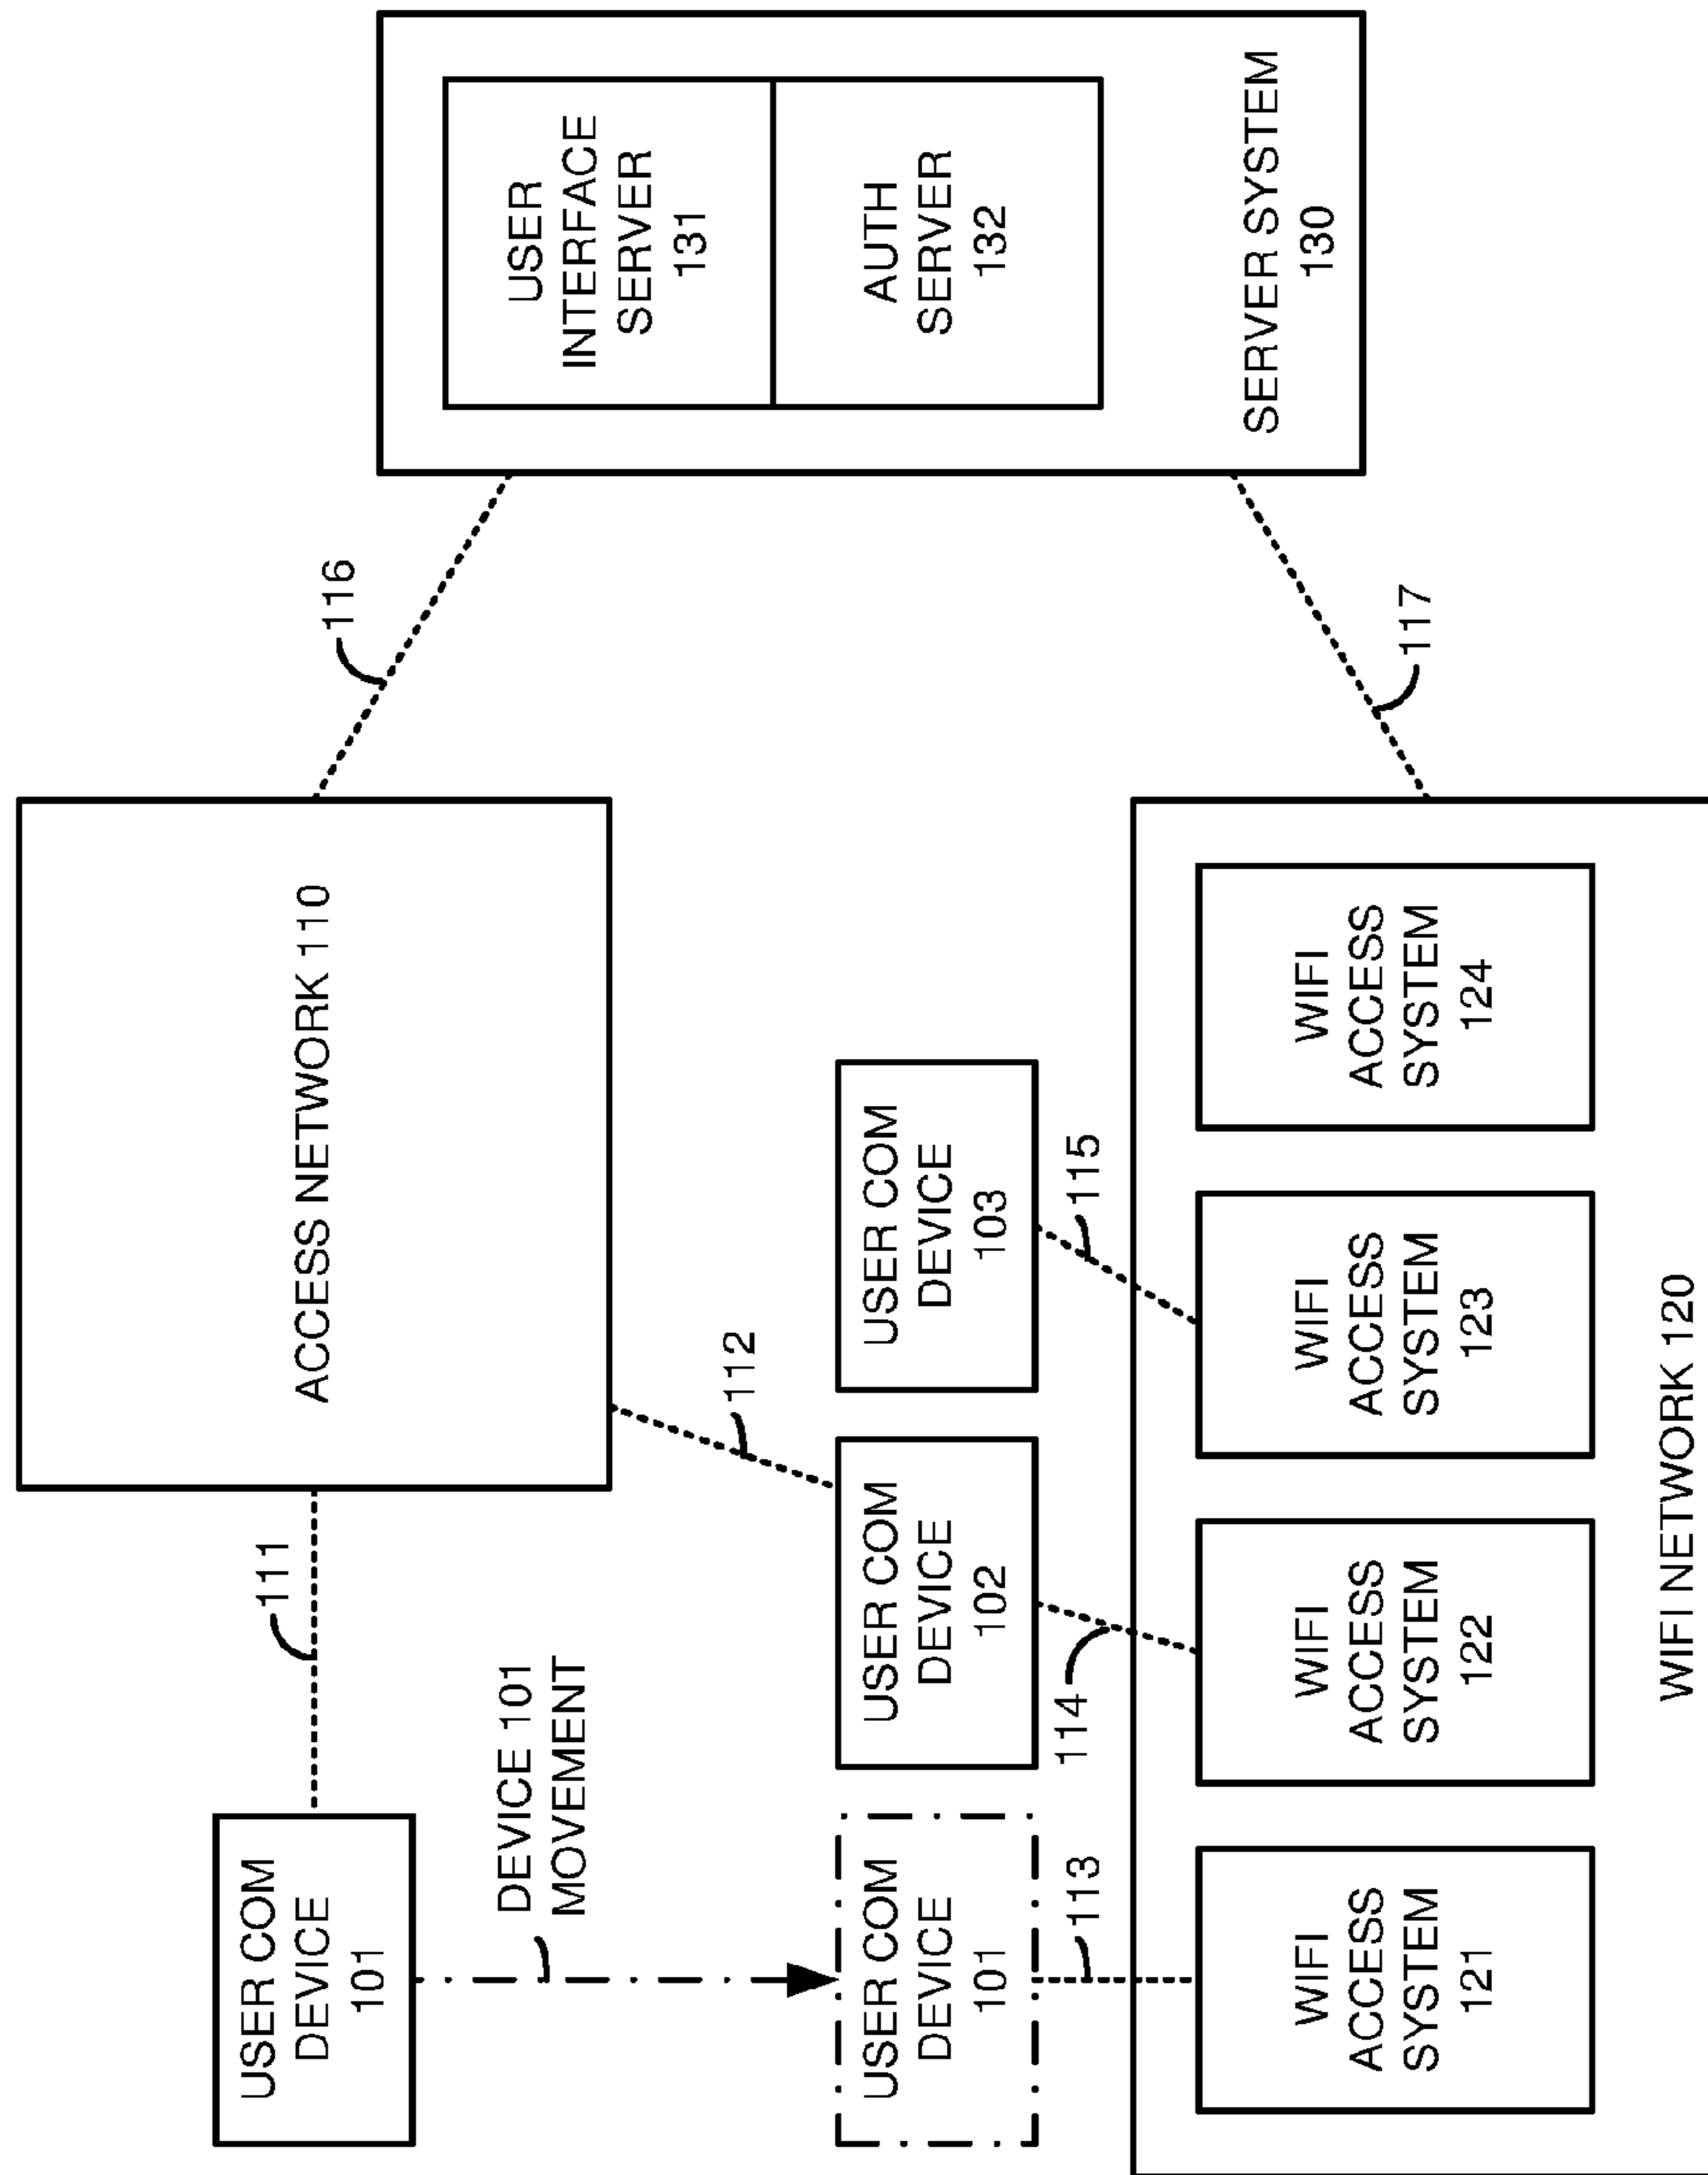 USER COM
DEVICE
101
111
ACCESS NETWORK 110
116
DEVICE 101
MOVEMENT
112
USER
INTERFACE
SERVER
131
AUTH
SERVER
132
SERVER SYSTEM
130
USER COM
DEVICE
101
USER COM
DEVICE
102
USER COM
DEVICE
103
113
114
115
117
WIFI
ACCESS
SYSTEM
121
WIFI
ACCESS
SYSTEM
122
WIFI
ACCESS
SYSTEM
123
WIFI
ACCESS
SYSTEM
124
WIFI NETWORK 120